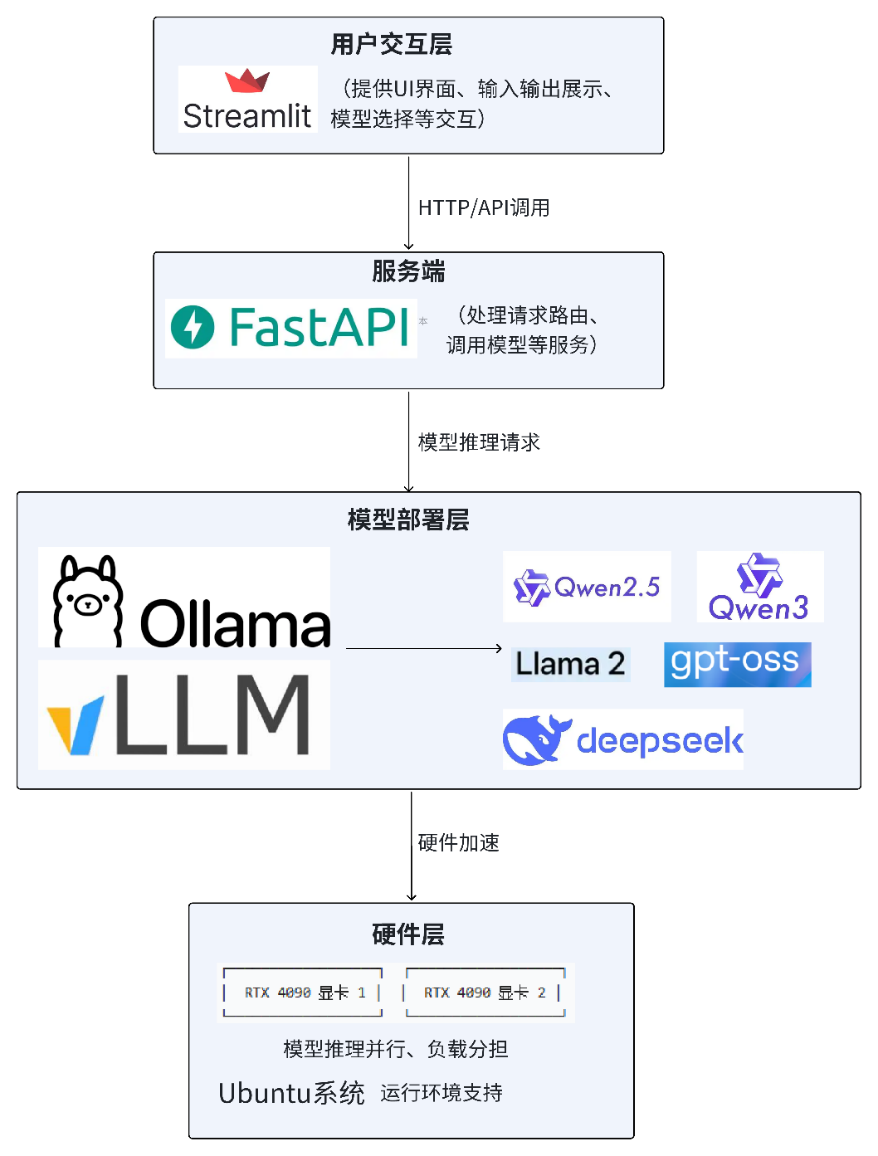 用户交互层
Streamlit
（提供UI界面、输入输出展示、
模型选择等交互）
HTTP/API调用
服务端
FastAPI
本
（处理请求路由、
调用模型等服务）
模型推理请求
模型部署层
Ollama
vLLM
Qwen2.5
Qwen3
Llama 2
gpt-oss
deepseek
硬件加速
硬件层
RTX 4090 显卡 1
RTX 4090 显卡 2
模型推理并行、负载分担
Ubuntu系统 运行环境支持